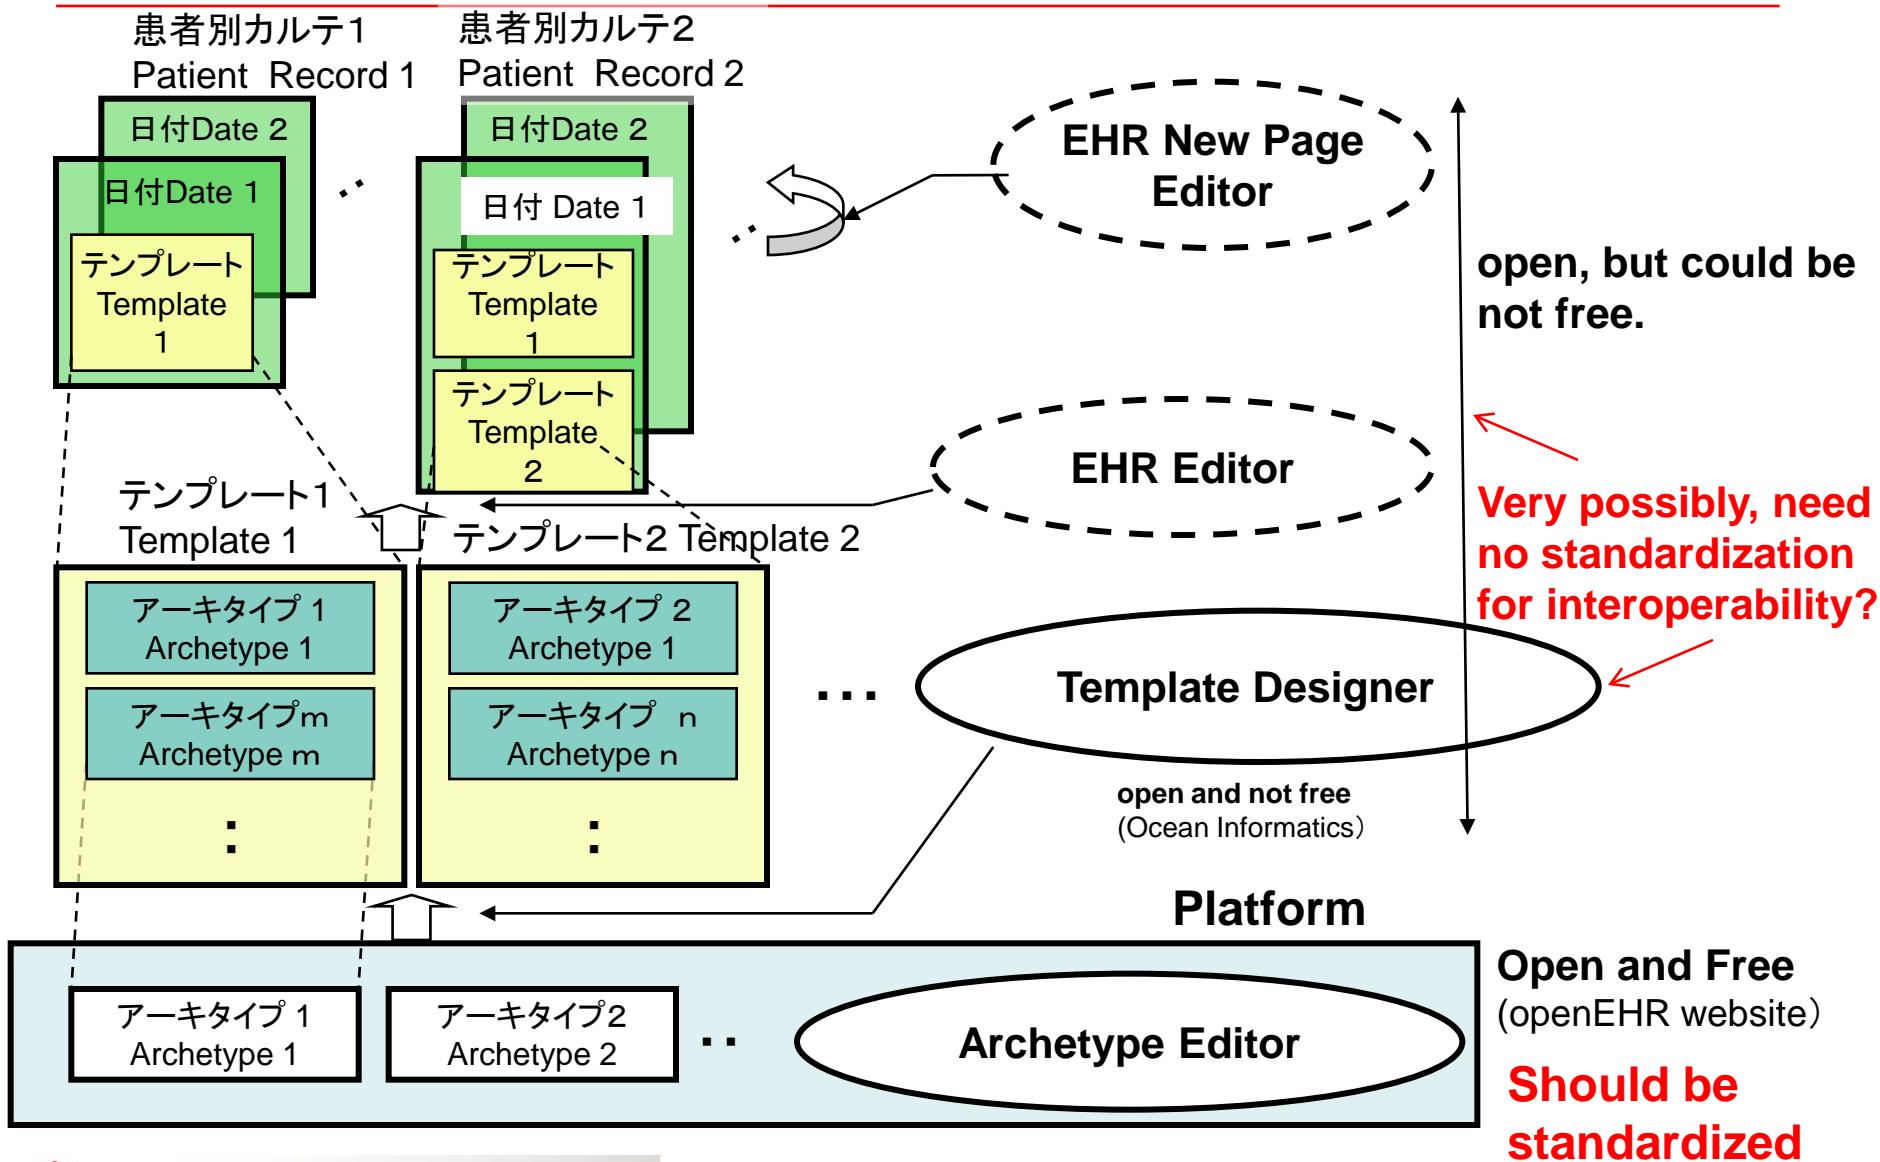 患者別カルテ１
Patient Record 1
患者別カルテ２
Patient Record 2
日付Date ２
日付Date １
テンプレート
Template
１
日付Date ２
日付 Date １
テンプレート
Template
１
テンプレート
Template
２
EHR New Page
Editor
open, but could be
not free.
EHR Editor
Very possibly, need
no standardization
for interoperability?
テンプレート１
Template 1
テンプレート２ Template 2
アーキタイプ 1
Archetype 1
アーキタイプｍ
Archetype ｍ
：
アーキタイプ ２
Archetype 1
アーキタイプ ｎ
Archetype ｎ
：
…
Template Designer
open and not free
(Ocean Informatics）
Platform
アーキタイプ 1
Archetype 1
アーキタイプ２
Archetype 2
‥
Archetype Editor
Open and Free
(openEHR website）
Should be
standardized